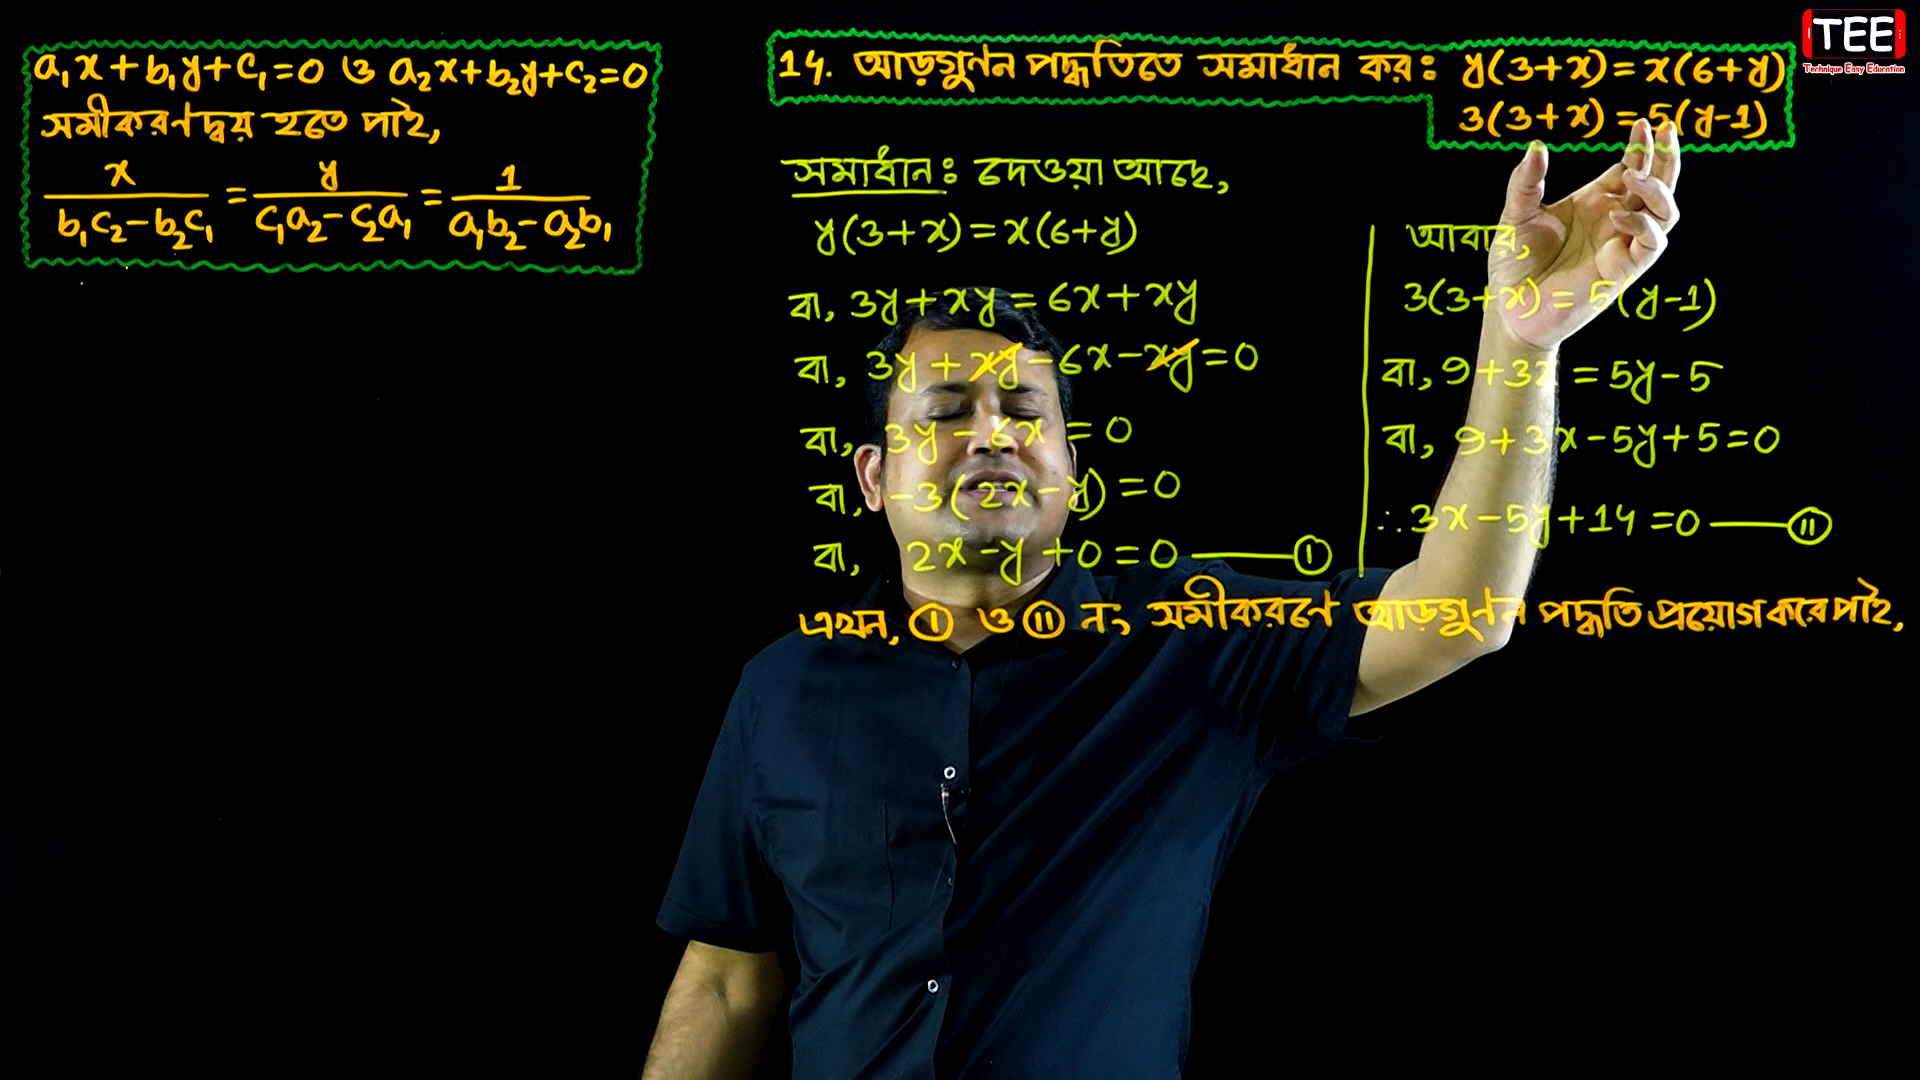 a₁x+b₁y+c₁=0 ও a₂x+b₂y+c₂=0
সমীকরণদ্বয় হতে পাই,
x/(b₁c₂-b₂c₁) = y/(c₁a₂-c₂a₁) = 1/(a₁b₂-a₂b₁)
14. আড়গুণন পদ্ধতিতে সমাধান কর: y(3+x)=x(6+y)
3(3+x)=5(y-1)
TEE
Technique Easy Education
সমাধান: দেওয়া আছে,
y(3+x)=x(6+y)
বা, 3y+xy=6x+xy
বা, 3y+xy-6x-xy=0
বা, 3y-6x=0
বা, -3(2x-y)=0
বা, 2x-y+0=0 —— (i)
আবার,
3(3+x)=5(y-1)
বা, 9+3x=5y-5
বা, 9+3x-5y+5=0
∴ 3x-5y+14=0 —— (ii)
এখন, (i) ও (ii) নং সমীকরণে আড়গুণন পদ্ধতি প্রয়োগ করে পাই,